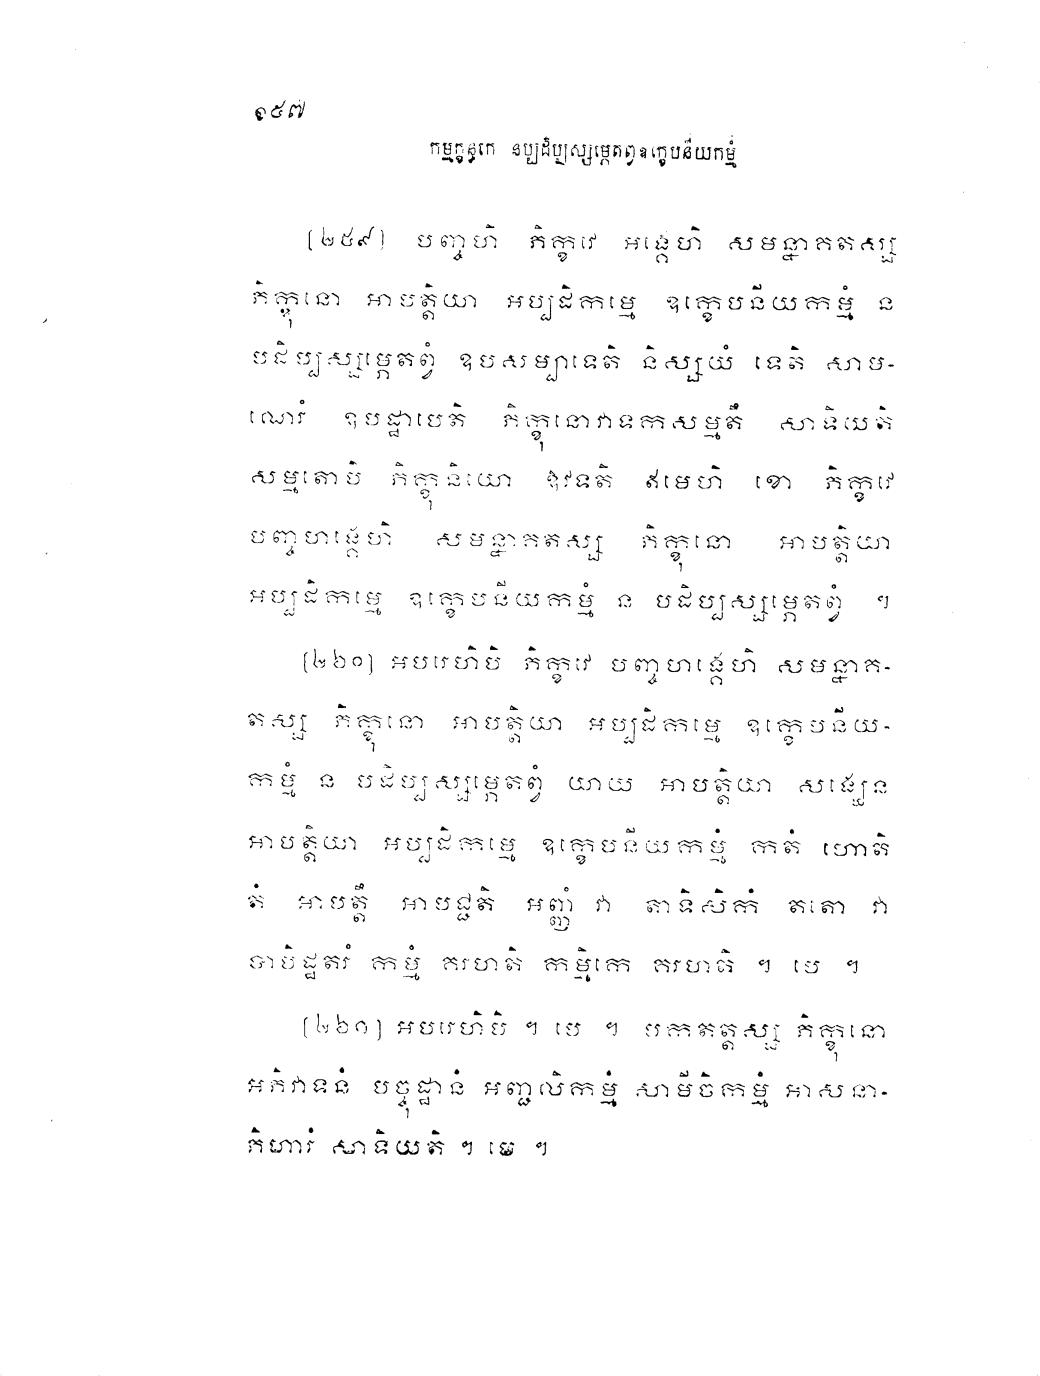 ១៥៧
កម្មក្ខន្ធកេ នប្បដិប្បស្សម្ភេតព្វឧក្ខេបនីយកម្មំ
[២៥៩] បញ្ចហិ ភិក្ខវេ អង្គេហិ សមន្នាគតស្ស
ភិក្ខុនោ អាបត្តិយា អប្បដិកម្មេ ឧក្ខេបនីយកម្មំ ន
បដិប្បស្សម្ភេតព្វំ ឧបសម្បាទេតិ និស្សយំ ទេតិ សាម-
ណេរំ ឧបដ្ឋាបេតិ ភិក្ខុនោវាទកសម្មតឹ សាទិយតិ
សម្មតោបិ ភិក្ខុនិយោ ឱវទតិ ឥមេហិ ខោ ភិក្ខវេ
បញ្ចហង្គេហិ សមន្នាគតស្ស ភិក្ខុនោ អាបត្តិយា
អប្បដិកម្មេ ឧក្ខេបនីយកម្មំ ន បដិប្បស្សម្ភេតព្វំ ។
[២៦០] អបរេហិបិ ភិក្ខវេ បញ្ចហង្គេហិ សមន្នាគ-
តស្ស ភិក្ខុនោ អាបត្តិយា អប្បដិកម្មេ ឧក្ខេបនីយ-
កម្មំ ន បដិប្បស្សម្ភេតព្វំ យាយ អាបត្តិយា សង្ឃេន
អាបត្តិយា អប្បដិកម្មេ ឧក្ខេបនីយកម្មំ កតំ ហោតិ
តំ អាបត្តឹ អាបជ្ជតិ អញ្ញំ វា តាទិសិកំ តតោ វា
បាបិដ្ឋតរំ កម្មំ គរហតិ កម្មិកេ គរហតិ ។ បេ ។
[២៦១] អបរេហិបិ ។ បេ ។ បកតត្តស្ស ភិក្ខុនោ
អភិវាទនំ បច្ចុដ្ឋានំ អញ្ជលិកម្មំ សាមីចិកម្មំ អាសនា-
ភិហារំ សាទិយតិ ។ បេ ។